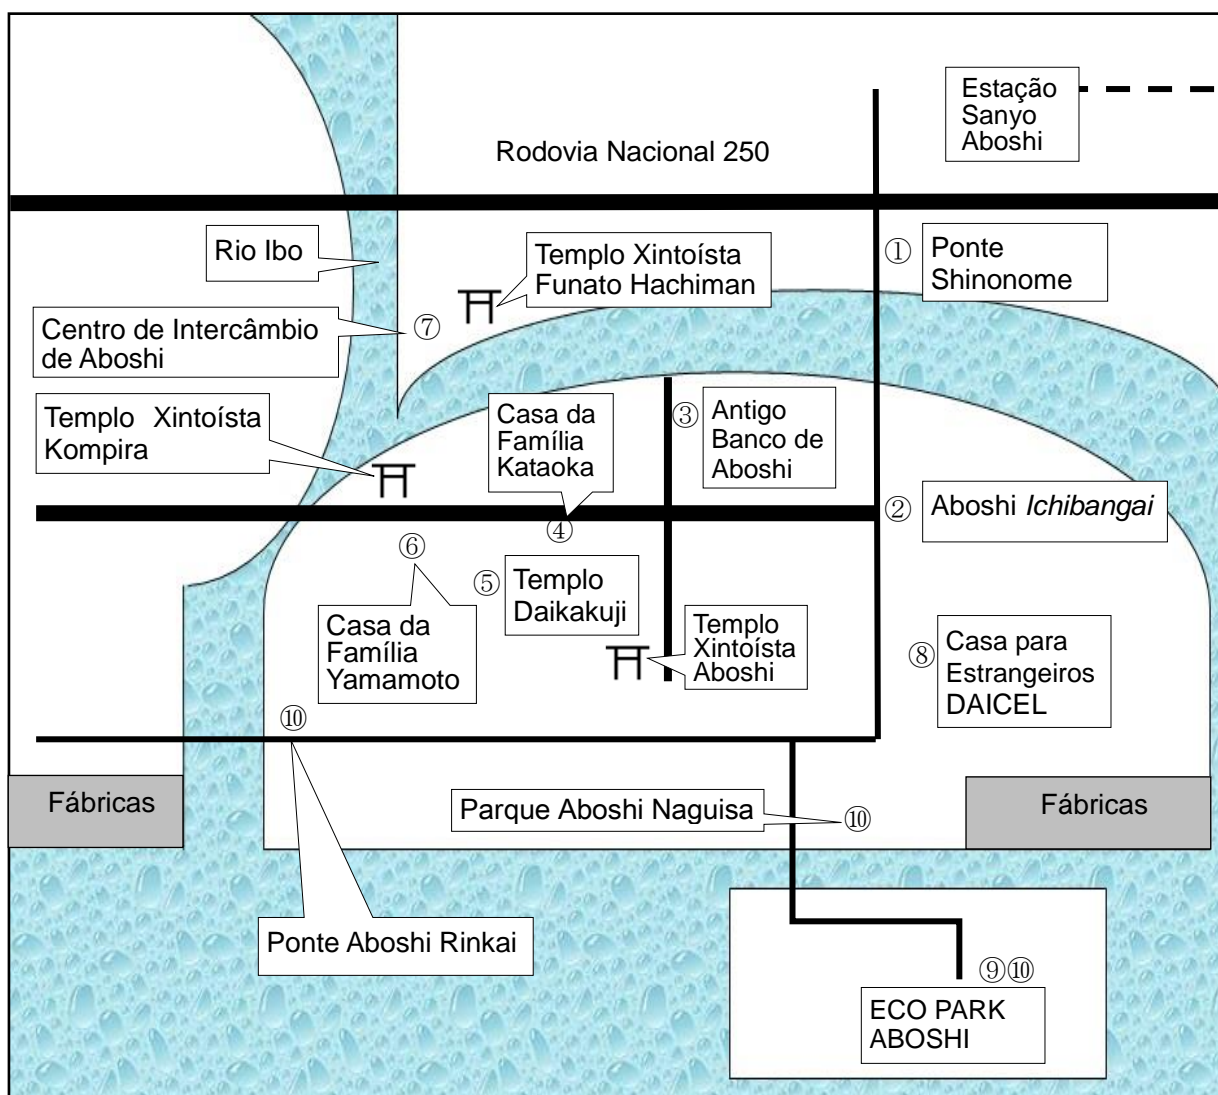 Estação
Sanyo
Aboshi
Rodovia Nacional 250
Rio Ibo
Templo Xintoísta
Funato Hachiman
①
Ponte
Shinonome
Centro de Intercâmbio
de Aboshi
⑦
Templo Xintoísta
Kompira
Casa da
Família
Kataoka
③
Antigo
Banco de
Aboshi
②
Aboshi Ichibangai
④
⑥
⑤
Templo
Daikakuji
Casa da
Família
Yamamoto
Templo
Xintoísta
Aboshi
⑧
Casa para
Estrangeiros
DAICEL
⑩
Fábricas
Parque Aboshi Naguisa
⑩
Fábricas
Ponte Aboshi Rinkai
⑨⑩
ECO PARK
ABOSHI